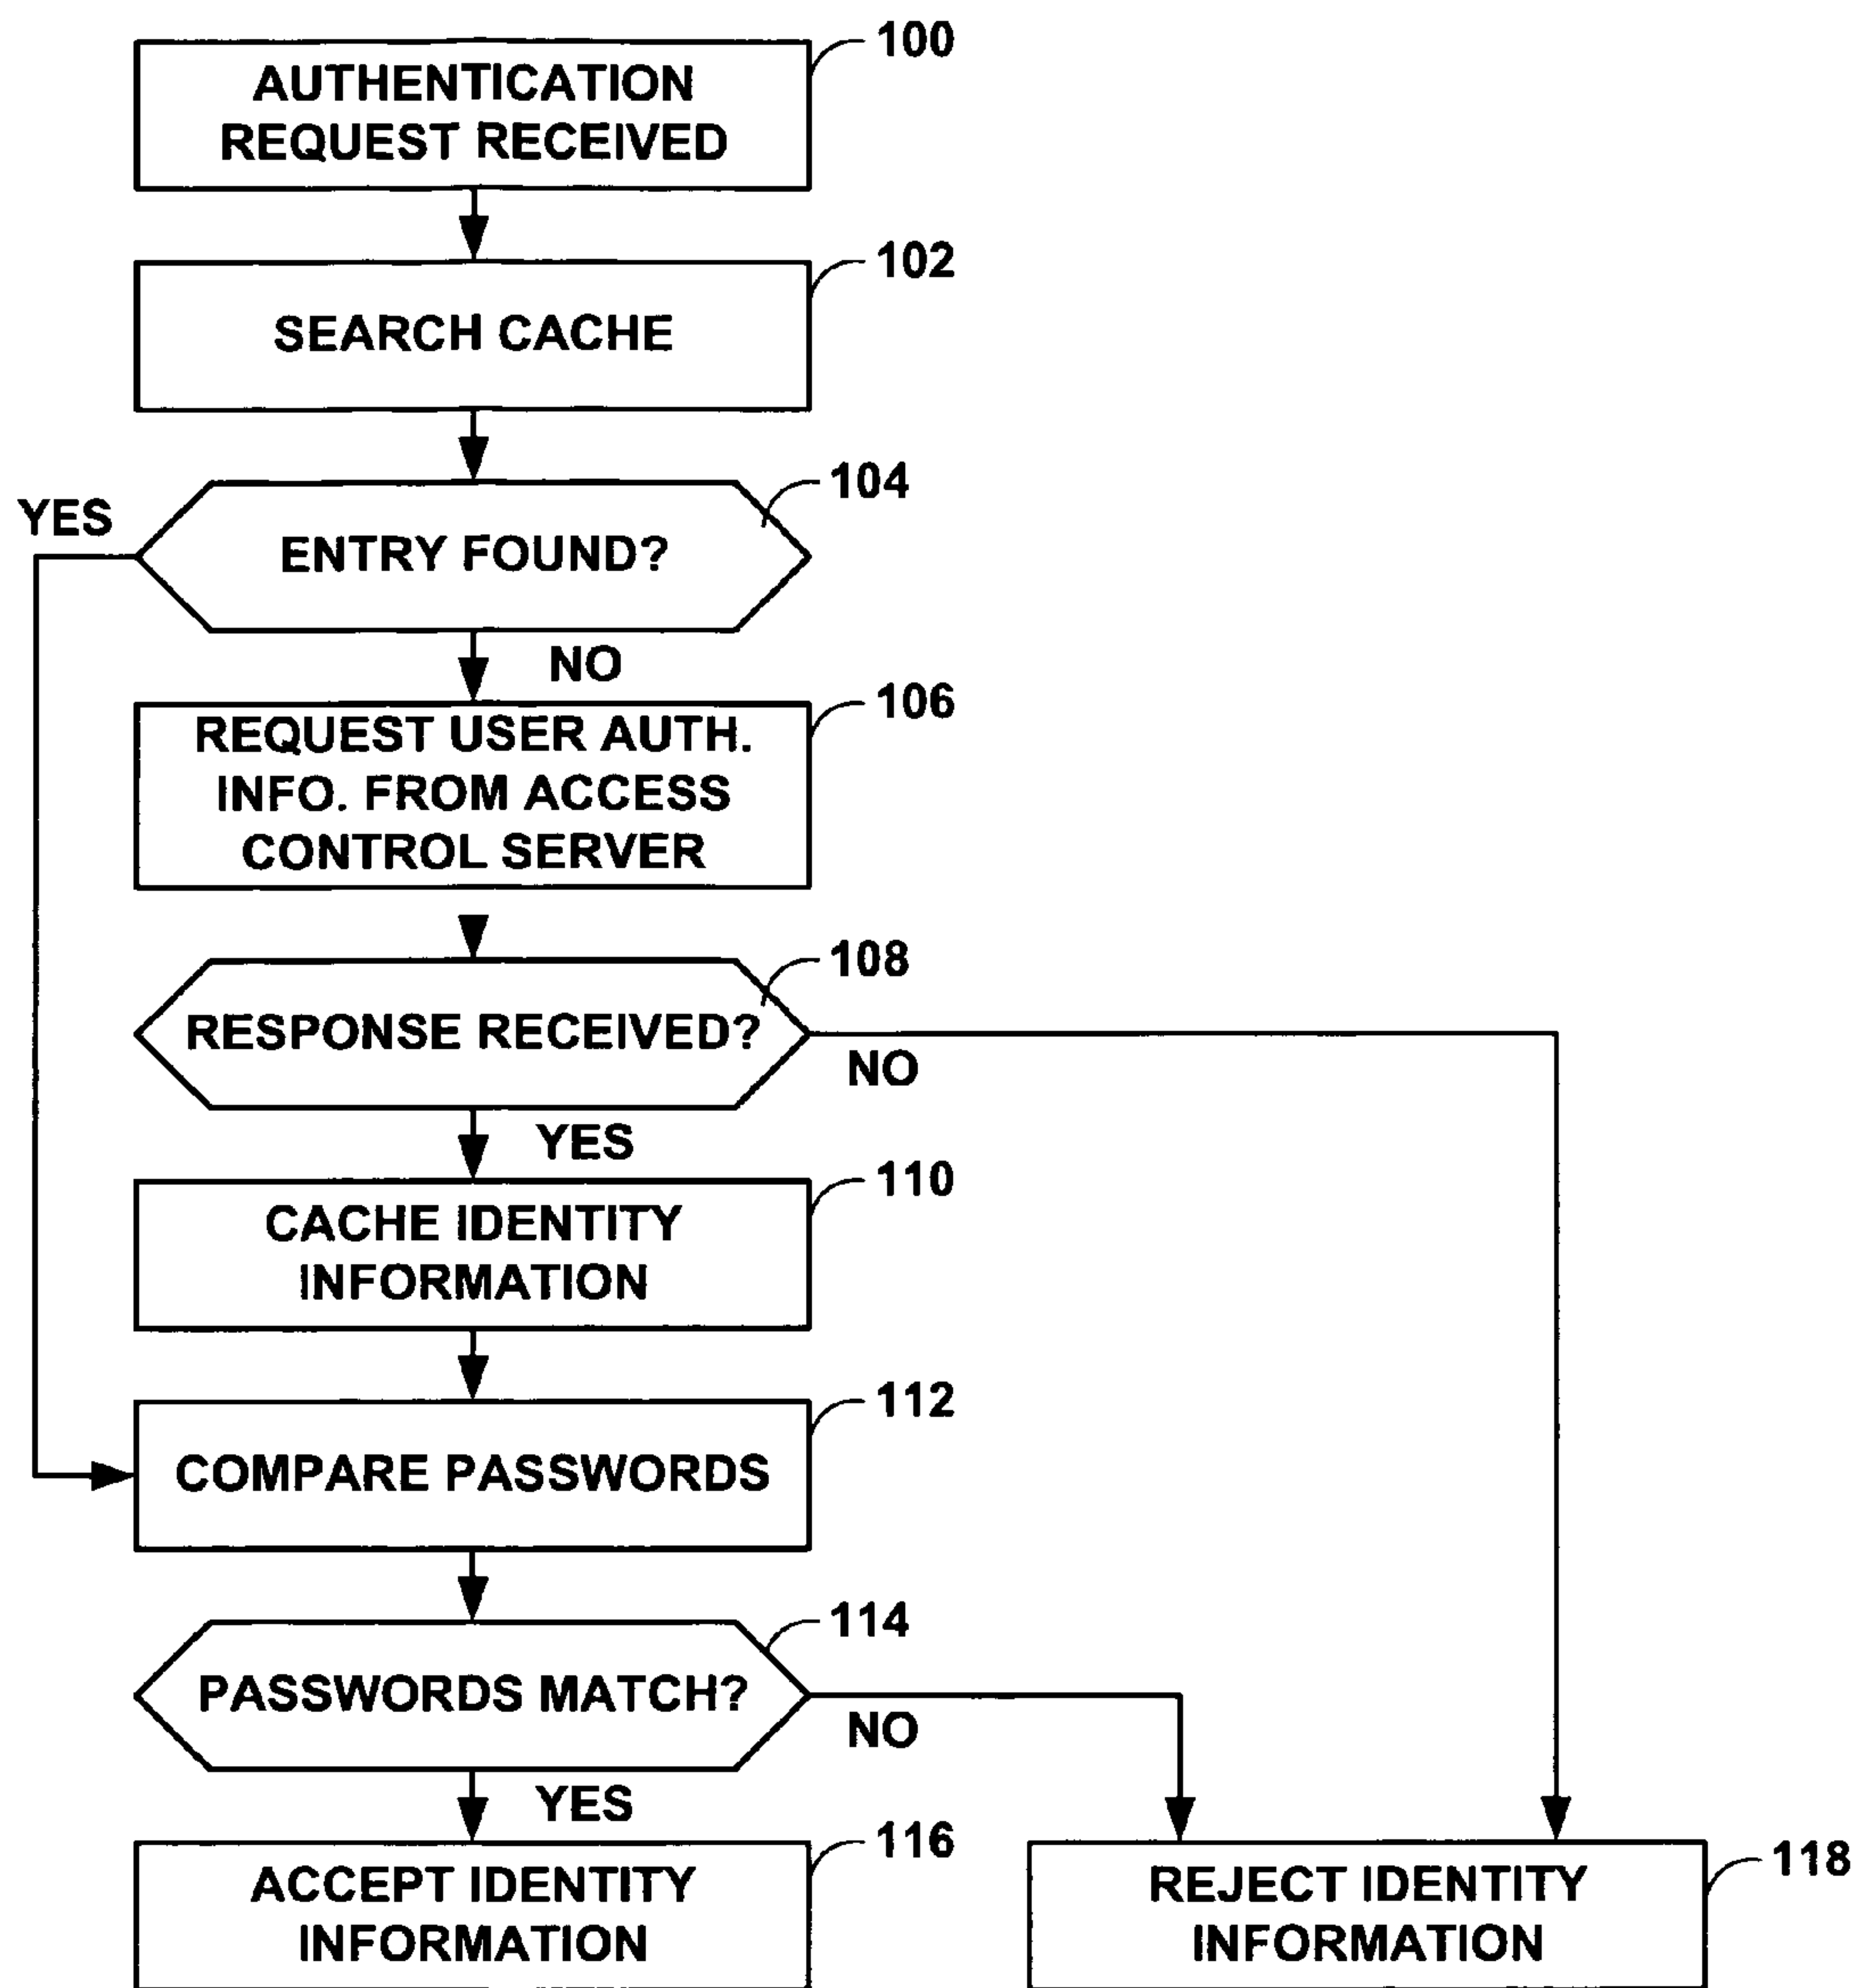 100
AUTHENTICATION
REQUEST RECEIVED
102
SEARCH CACHE
104
YES
ENTRY FOUND?
NO
106
REQUEST USER AUTH.
INFO. FROM ACCESS
CONTROL SERVER
108
RESPONSE RECEIVED?
NO
YES
110
CACHE IDENTITY
INFORMATION
112
COMPARE PASSWORDS
114
PASSWORDS MATCH?
NO
YES
116
ACCEPT IDENTITY
INFORMATION
118
REJECT IDENTITY
INFORMATION